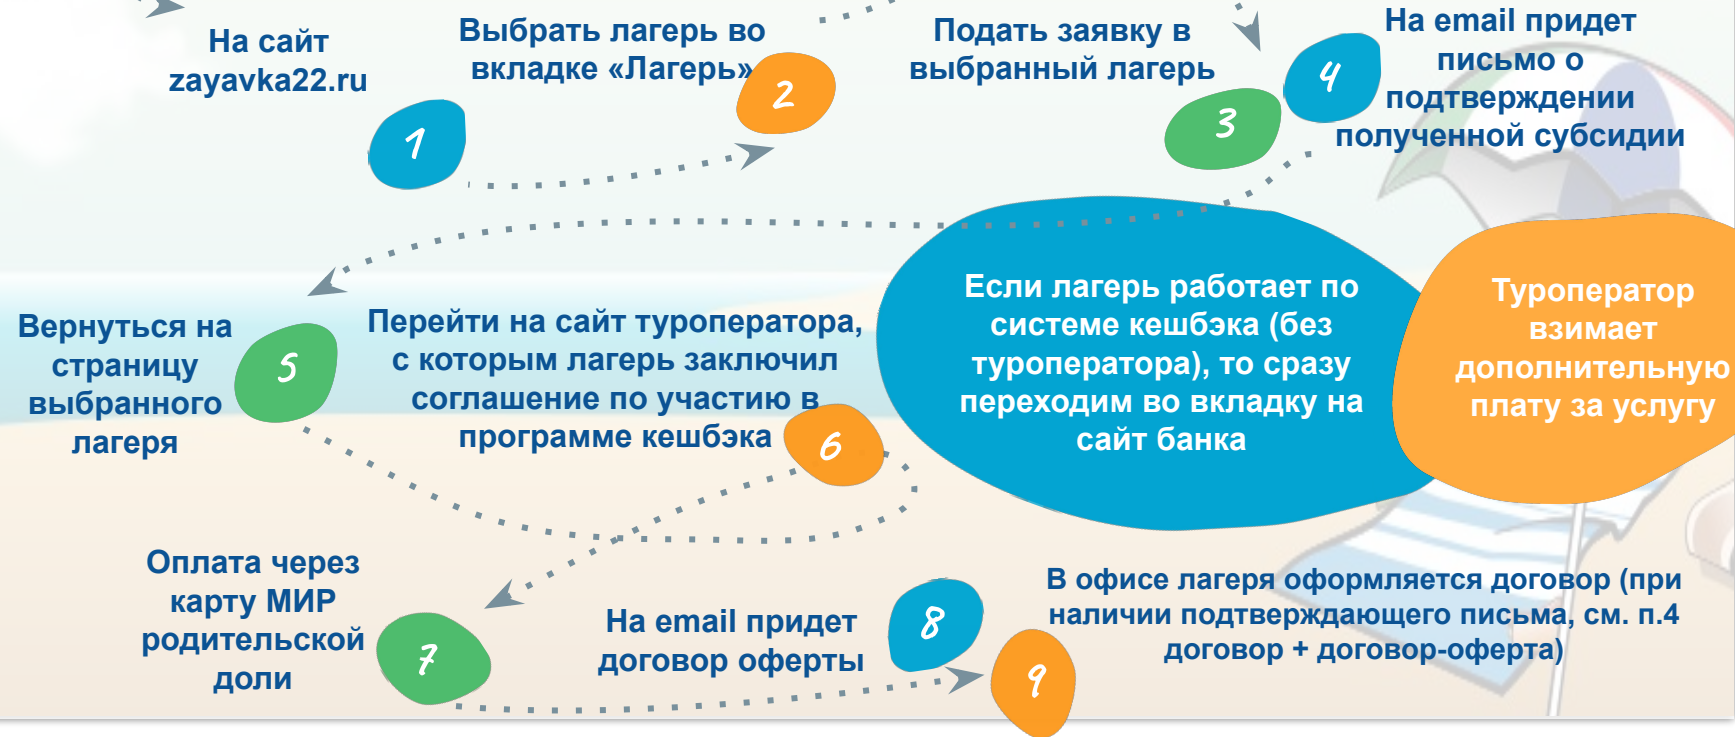 На сайт
zayavka22.ru
1
Выбрать лагерь во
вкладке «Лагерь»
2
Подать заявку в
выбранный лагерь
3
4
На email придет
письмо о
подтверждении
полученной субсидии
Вернуться на
страницу
выбранного
лагеря
5
Перейти на сайт туроператора,
с которым лагерь заключил
соглашение по участию в
программе кешбэка
6
Если лагерь работает по
системе кешбэка (без
туроператора), то сразу
переходим во вкладку на
сайт банка
Туроператор
взимает
дополнительную
плату за услугу
Оплата через
карту МИР
родительской
доли
7
На email придет
договор оферты
8
9
В офисе лагеря оформляется договор (при
наличии подтверждающего письма, см. п.4
договор + договор-оферта)